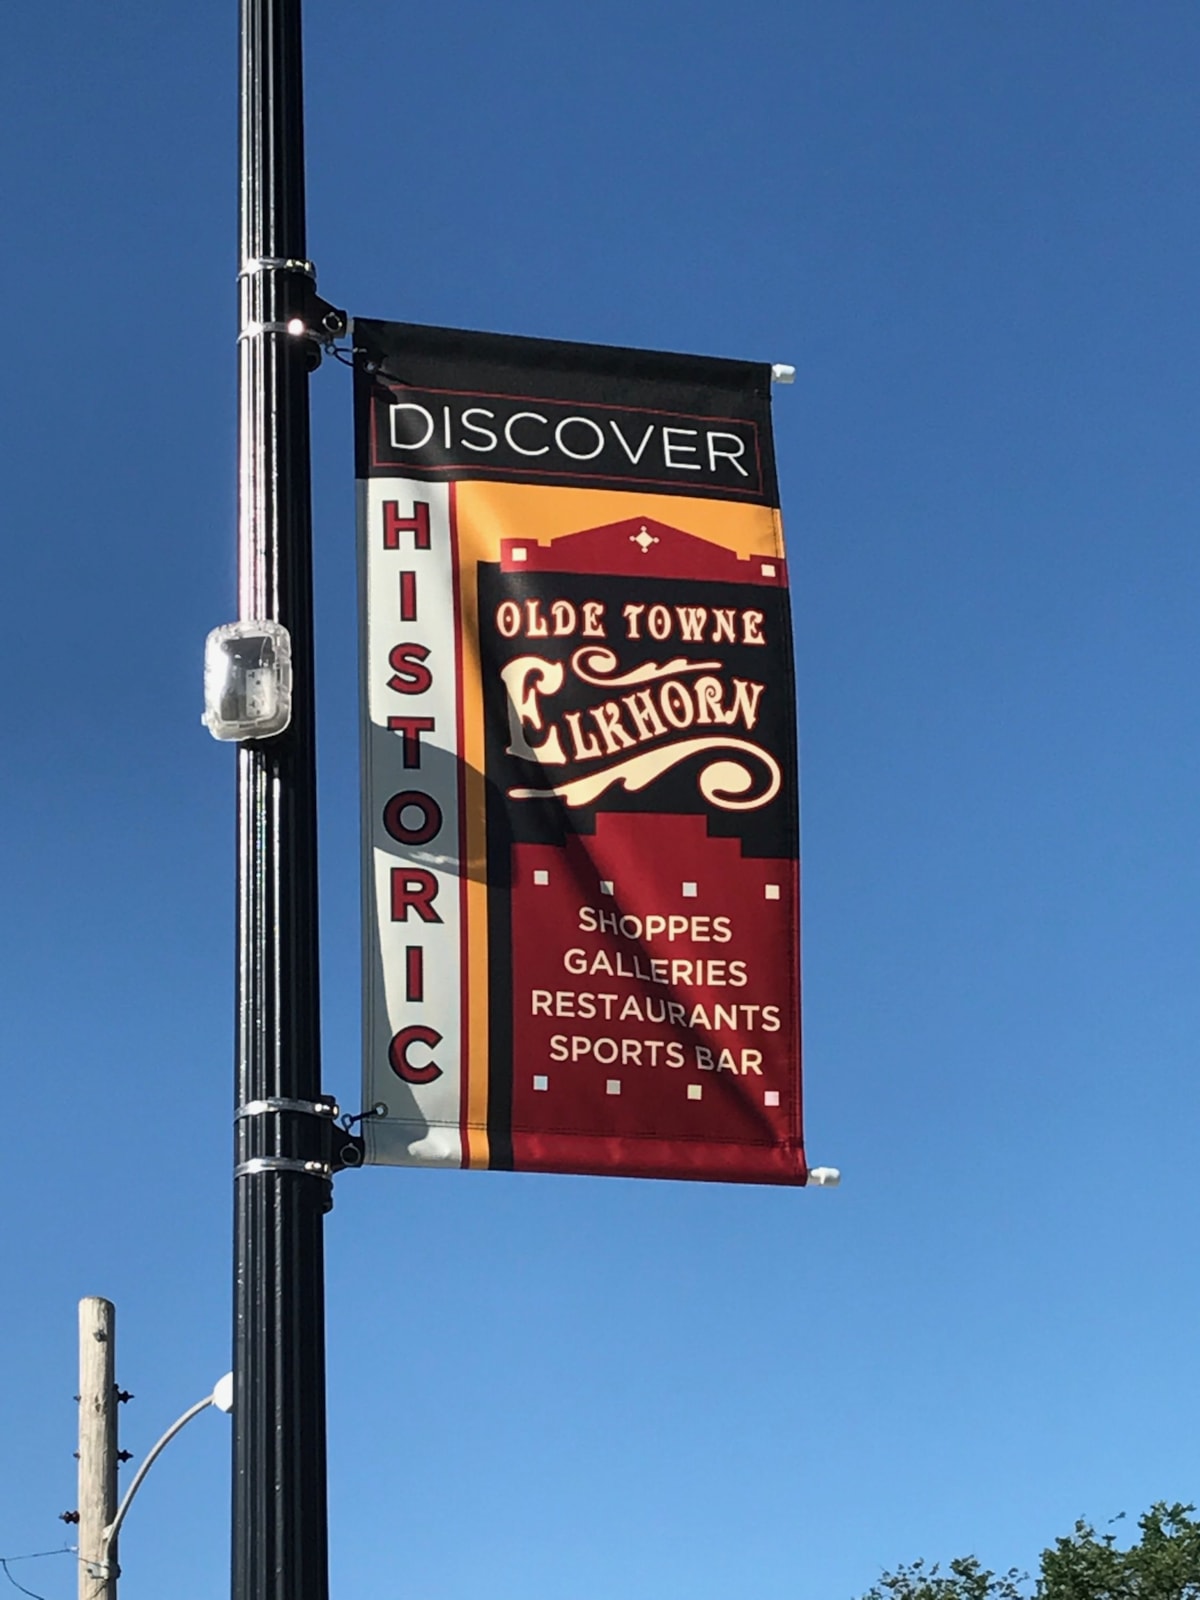 DISCOVER
HISTORIC
OLDE TOWNE
ELKHORN
SHOPPES
GALLERIES
RESTAURANTS
SPORTS BAR